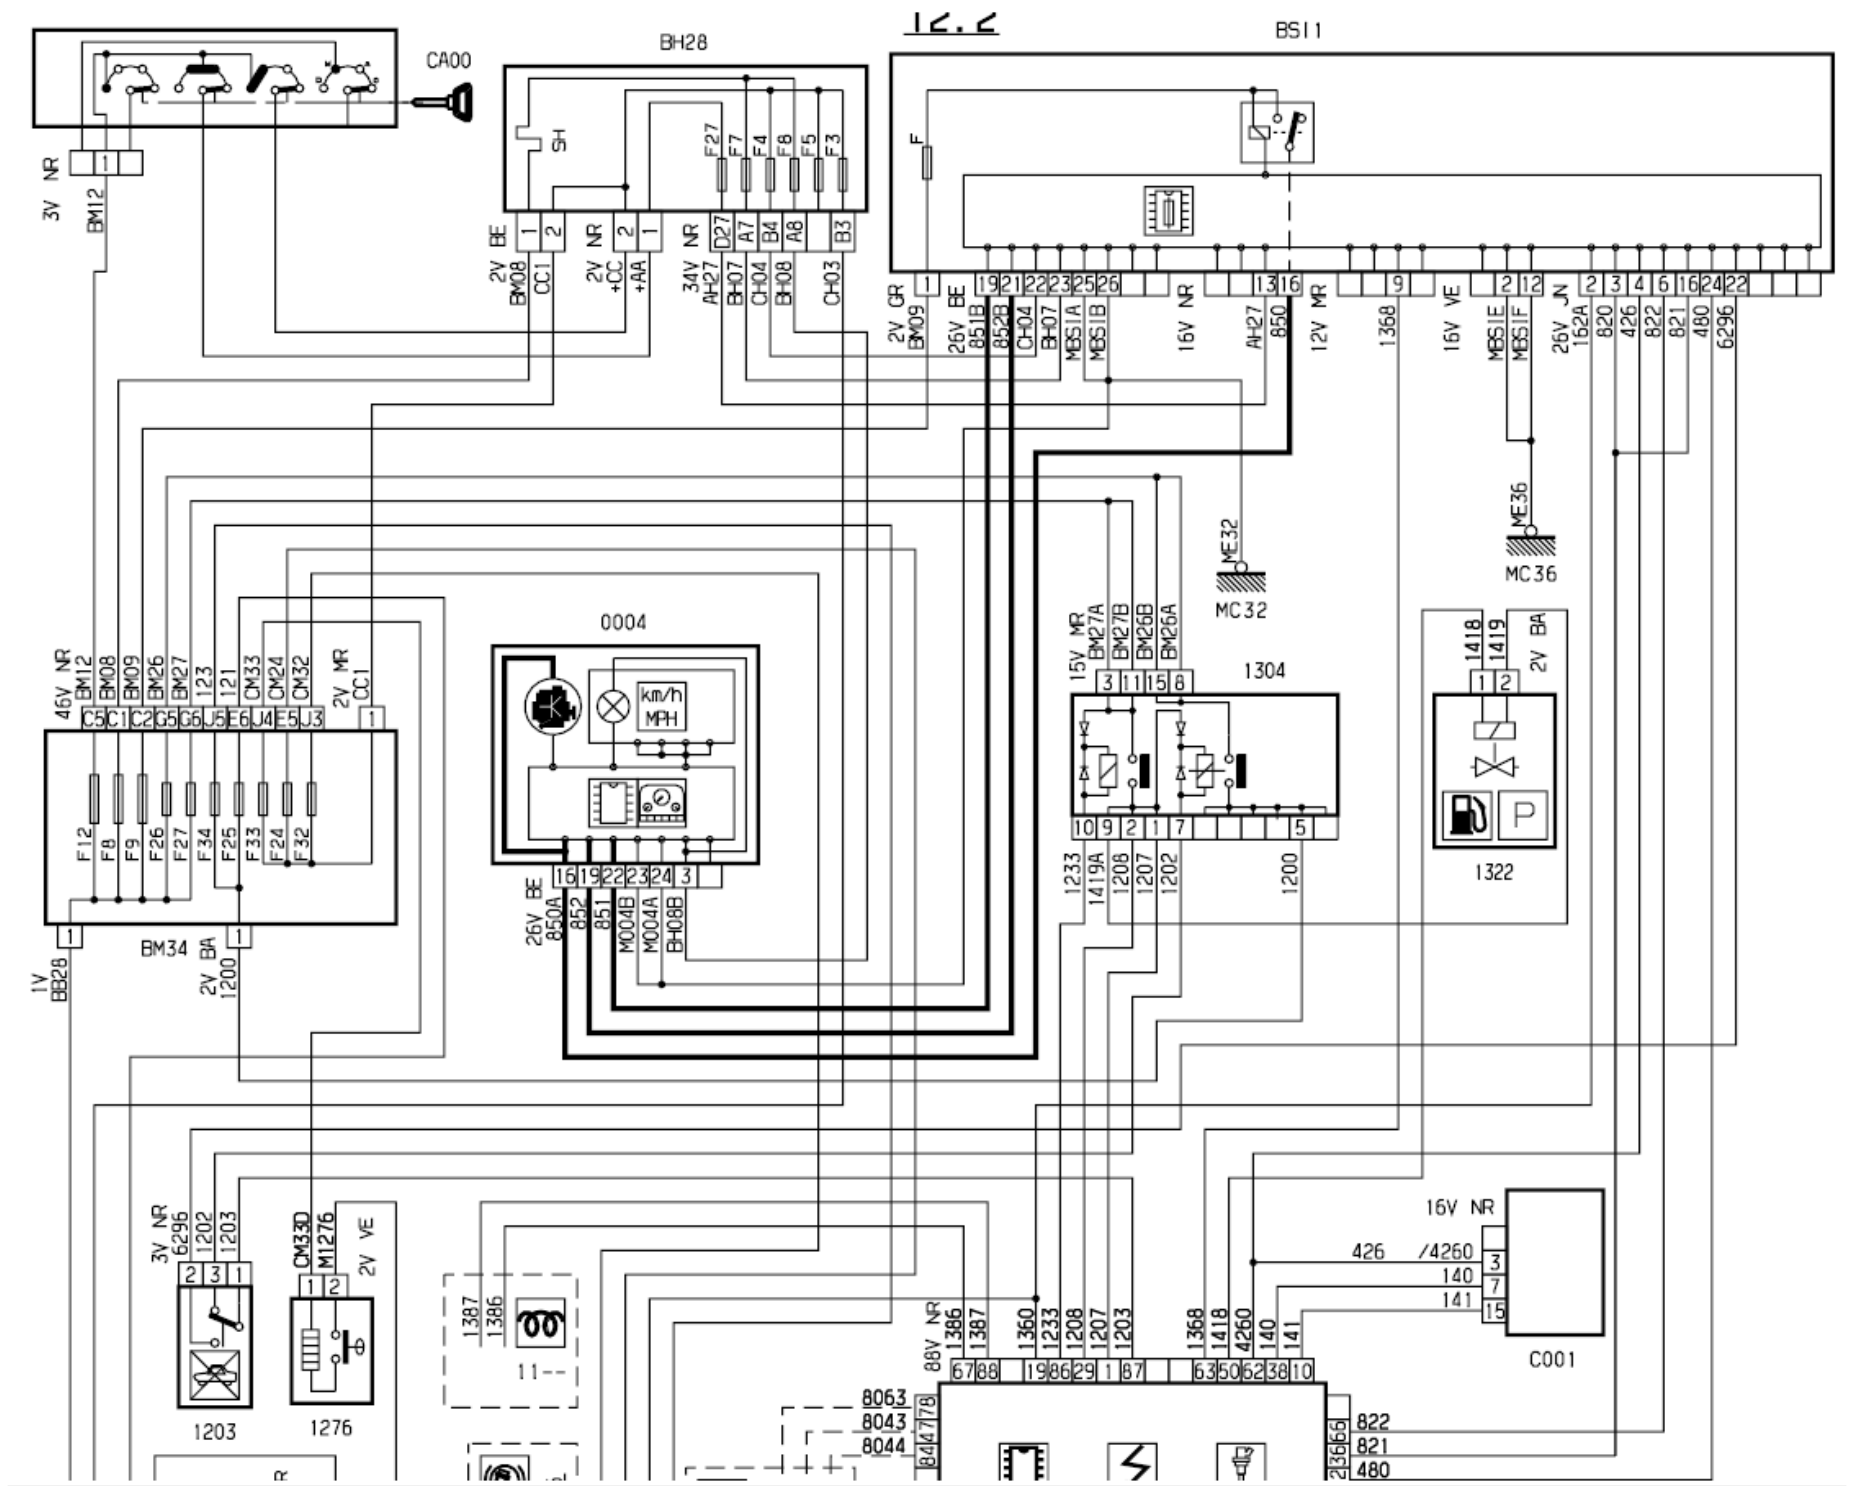 12.2
BSI1
BH28
CA00
3V NR
1
BM12
SH
F27
F7
F4
F8
F5
F3
F
2V BE
1
2
BM08
CC1
2V NR
2
1
+CC
+AA
34V NR
D27
A7
B4
A8
B3
AH27
BH07
CH04
BH08
CH03
2V GR
1
BM09
26V BE
19
21
22
23
25
26
851B
852B
CH04
BH07
MBS1A
MBS1B
16V NR
13
16
AH27
850
12V MR
9
1368
16V VE
2
12
MBS1E
MBS1F
26V JN
2
3
4
6
16
24
22
162A
820
426
822
821
480
6296
ME32
MC32
ME36
MC36
46V NR
BM12
BM08
BM09
BM26
BM27
123
121
CM33
CM24
CM32
2V MR
CC1
C5
C1
C2
G5
G6
J5
E6
J4
E5
J3
1
F12
F8
F9
F26
F27
F34
F25
F33
F24
F32
1
1
BM34
1V
BB28
2V BA
1200
0004
K
km/h
MPH
16
19
22
23
24
3
26V BE
850A
852
851
M004B
M004A
BH08B
15V MR
BM27A
BM27B
BM26B
BM26A
1304
3
11
15
8
10
9
2
1
7
5
1233
1419A
1208
1207
1202
1200
1418
1419
2V BA
1
2
P
1322
3V NR
6296
1202
1203
2
3
1
1203
CM33D
M1276
2V VE
1
2
1276
1387
1386
11--
R
88V NR
1386
1387
1360
1233
1208
1207
1203
1368
1418
4260
140
141
67
88
19
86
29
1
87
63
50
62
38
10
16V NR
426 /4260
3
140
7
141
15
C001
8063
78
8043
47
8044
84
66
822
36
821
480